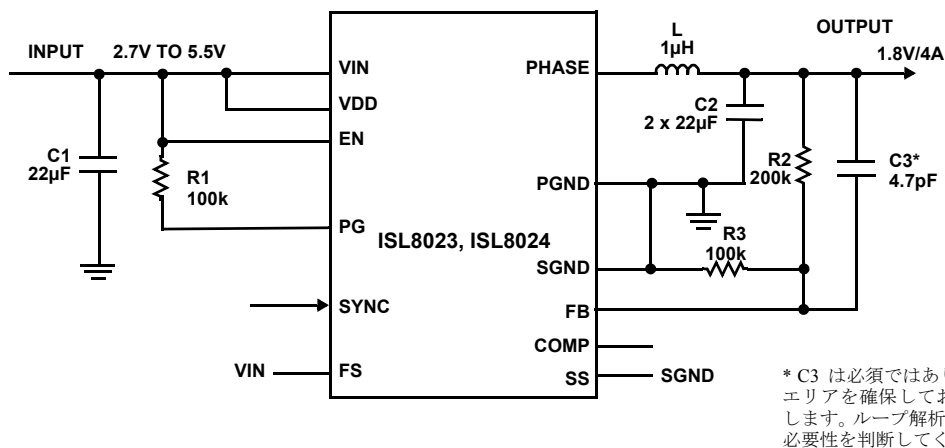 INPUT
2.7V TO 5.5V
OUTPUT
1.8V/4A
VIN
VDD
EN
PG
SYNC
FS
PHASE
PGND
SGND
FB
COMP
SS
ISL8023, ISL8024
C1
22µF
R1
100k
L
1µH
C2
2 x 22µF
R2
200k
C3*
4.7pF
R3
100k
VIN
SGND
* C3 は必須ではあ
エリアを確保してお
します。ループ解析
必要性を判断してく